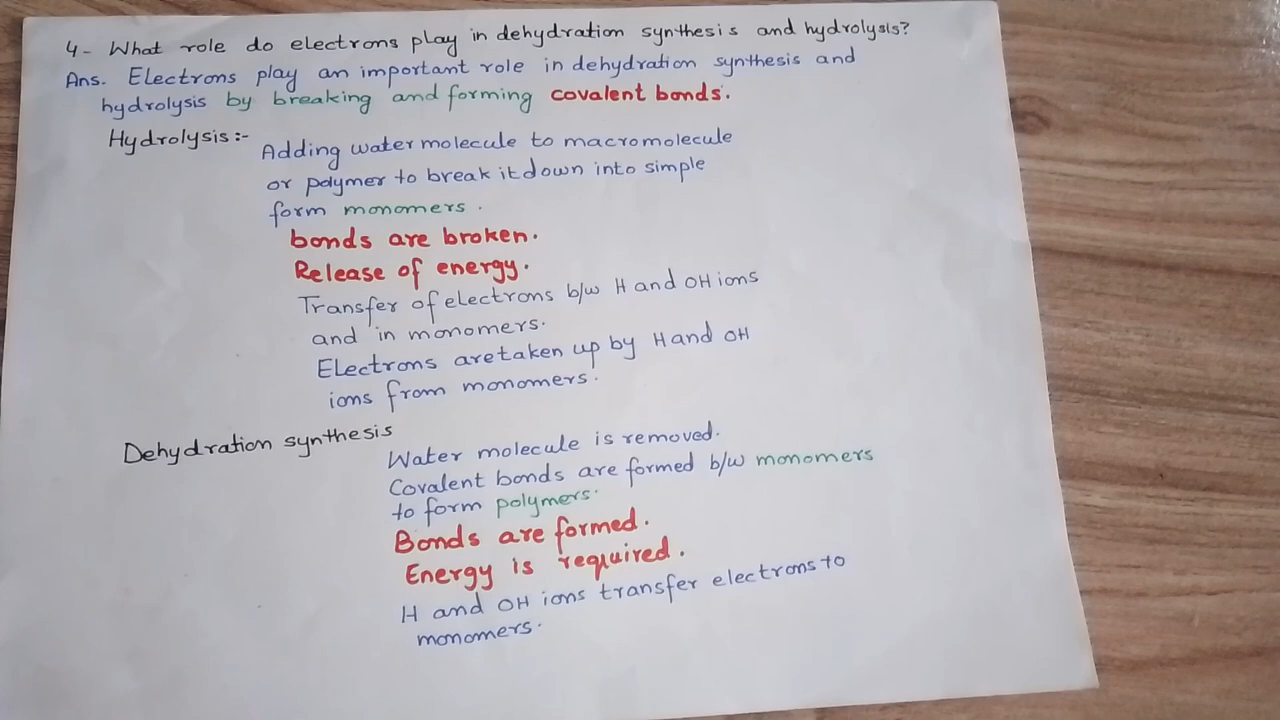 4- What role do electrons play in dehydration synthesis and hydrolysis?
Ans. Electrons play an important role in dehydration synthesis and
hydrolysis by breaking and forming covalent bonds.
Hydrolysis:-
Adding water molecule to macromolecule
or polymer to break it down into simple
form monomers.
bonds are broken.
Release of energy.
Transfer of electrons b/w H and OH ions
and in monomers.
Electrons are taken up by H and OH
ions from monomers.
Dehydration synthesis
Water molecule is removed.
Covalent bonds are formed b/w monomers
to form polymers.
Bonds are formed.
Energy is required.
H and OH ions transfer electrons to
monomers.